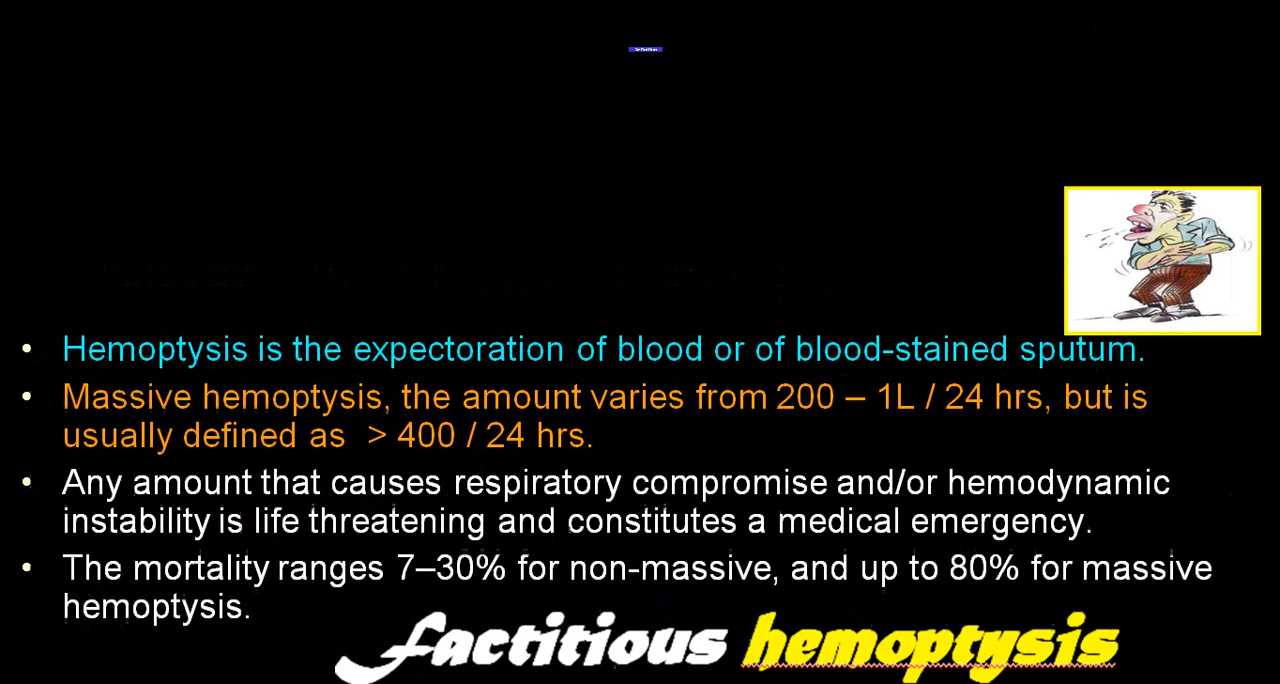 Definition
• Hemoptysis is the expectoration of blood or of blood-stained sputum.
• Massive hemoptysis, the amount varies from 200 – 1L / 24 hrs, but is
usually defined as > 400 / 24 hrs.
• Any amount that causes respiratory compromise and/or hemodynamic
instability is life threatening and constitutes a medical emergency.
• The mortality ranges 7–30% for non-massive, and up to 80% for massive
hemoptysis.
factitious hemoptysis